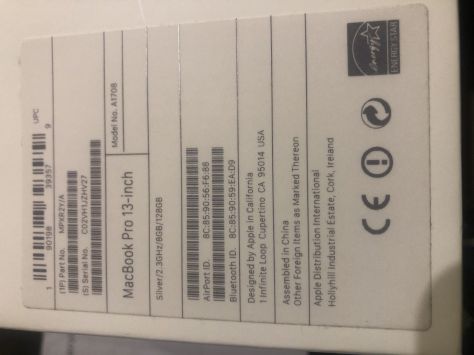 UPC
1 90198 39357 9
(1P) Part No. MPXR2Y/A
(S) Serial No. C02VH1JZHV27
Model No. A1708
MacBook Pro 13-inch
Silver/2.3GHz/8GB/128GB
AirPort ID. 8C:85:90:56:F6:86
Bluetooth ID. 8C:85:90:59:EA:D9
Designed by Apple in California
1 Infinite Loop Cupertino CA 95014 USA
Assembled in China
Other Foreign Items as Marked Thereon
Apple Distribution International
Hollyhill Industrial Estate, Cork, Ireland
CE
energy
ENERGY STAR